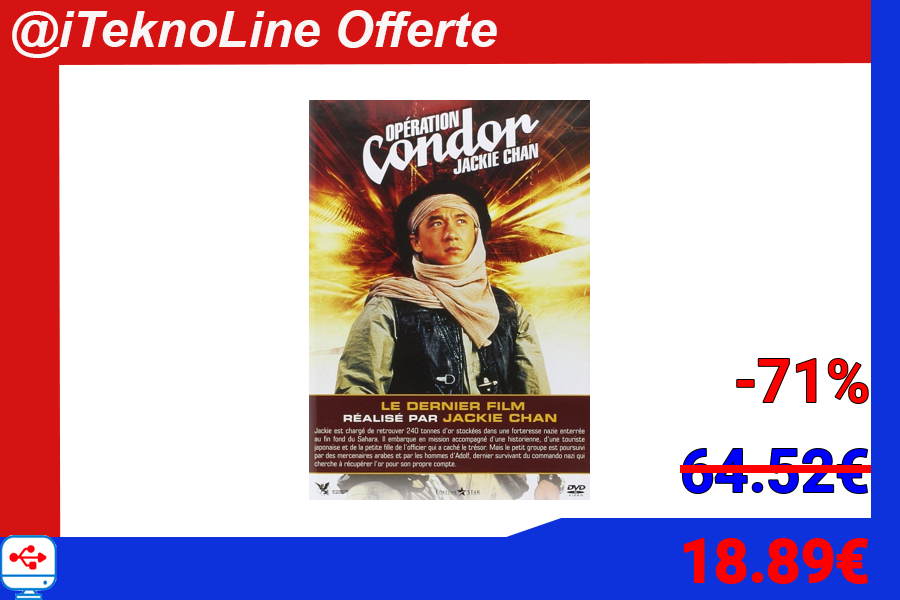 @iTeknoLine Offerte
OPÉRATION
Condor
JACKIE CHAN
LE DERNIER FILM
RÉALISÉ PAR JACKIE CHAN
Jackie est chargé de retrouver 240 tonnes d'or stockées dans une forteresse nazie enterrée
au fin fond du Sahara. Il embarque en mission accompagné d'une historienne, d'une touriste
japonaise et de la petite fille de l'officier qui a caché le trésor. Mais le petit groupe est poursuivi
par des mercenaires arabes et par les hommes d'Adolf, dernier survivant du commando nazi qui
cherche à récupérer l'or pour son propre compte.
FORTUNE STAR
DVD
VIDEO
-71%
64.52€
18.89€